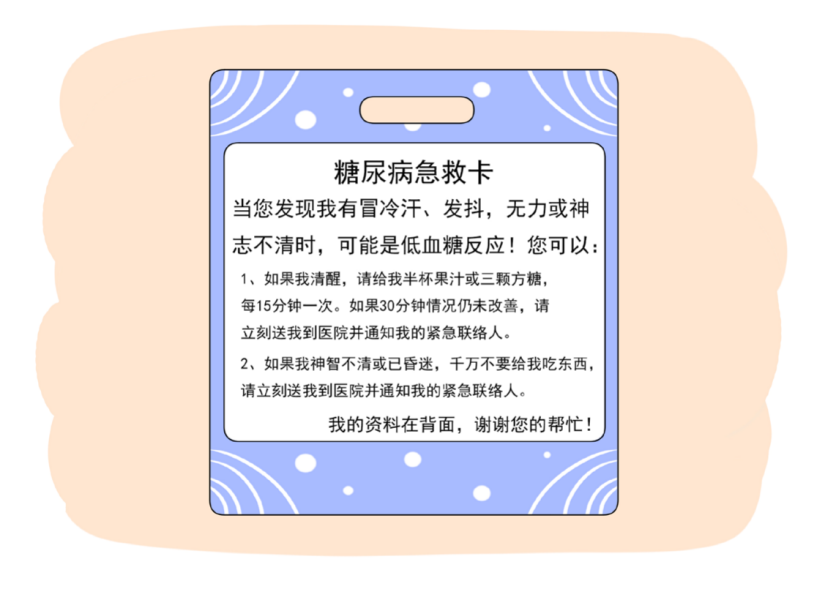 糖尿病急救卡
当您发现我有冒冷汗、发抖，无力或神
志不清时，可能是低血糖反应！您可以：
1、如果我清醒，请给我半杯果汁或三颗方糖，
每15分钟一次。如果30分钟情况仍未改善，请
立刻送我到医院并通知我的紧急联络人。
2、如果我神智不清或已昏迷，千万不要给我吃东西，
请立刻送我到医院并通知我的紧急联络人。
我的资料在背面，谢谢您的帮忙！